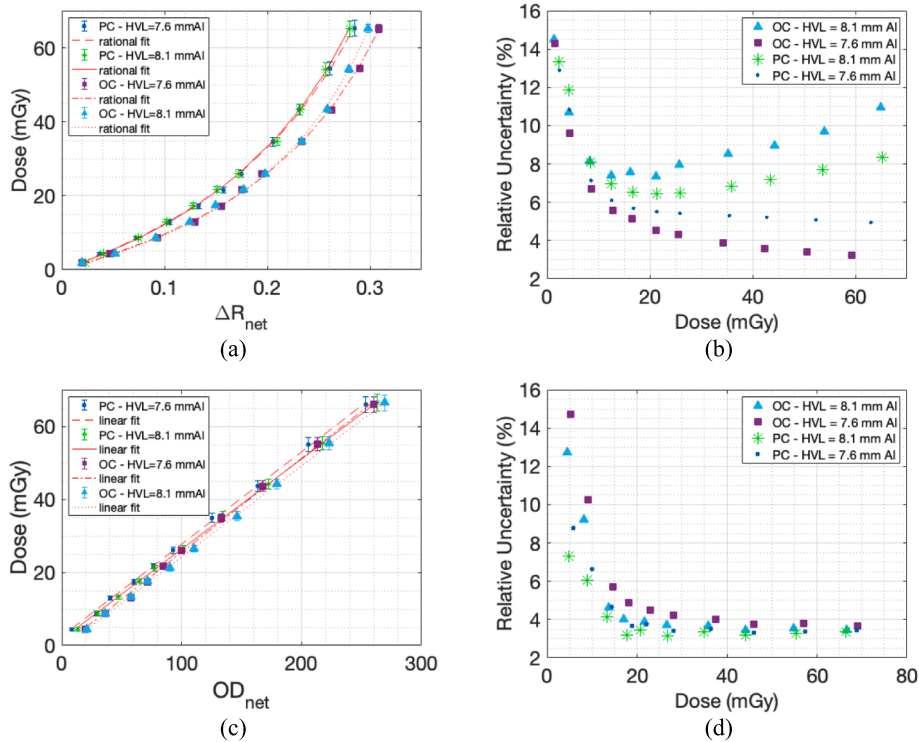 PC - HVL=7.6 mmAl
rational fit
PC - HVL=8.1 mmAl
rational fit
OC - HVL=7.6 mmAl
rational fit
OC - HVL=8.1 mmAl
rational fit
60
40
20
0
Dose (mGy)
0
0.1
0.2
0.3
ΔR_net
(a)
OC - HVL = 8.1 mm Al
OC - HVL = 7.6 mm Al
PC - HVL = 8.1 mm Al
PC - HVL = 7.6 mm Al
16
14
12
10
8
6
4
2
Relative Uncertainty (%)
0
20
40
60
Dose (mGy)
(b)
PC - HVL=7.6 mmAl
linear fit
PC - HVL=8.1 mmAl
linear fit
OC - HVL=7.6 mmAl
linear fit
OC - HVL=8.1 mmAl
linear fit
60
40
20
0
Dose (mGy)
0
100
200
300
OD_net
(c)
OC - HVL = 8.1 mm Al
OC - HVL = 7.6 mm Al
PC - HVL = 8.1 mm Al
PC - HVL = 7.6 mm Al
16
14
12
10
8
6
4
2
Relative Uncertainty (%)
0
20
40
60
80
Dose (mGy)
(d)